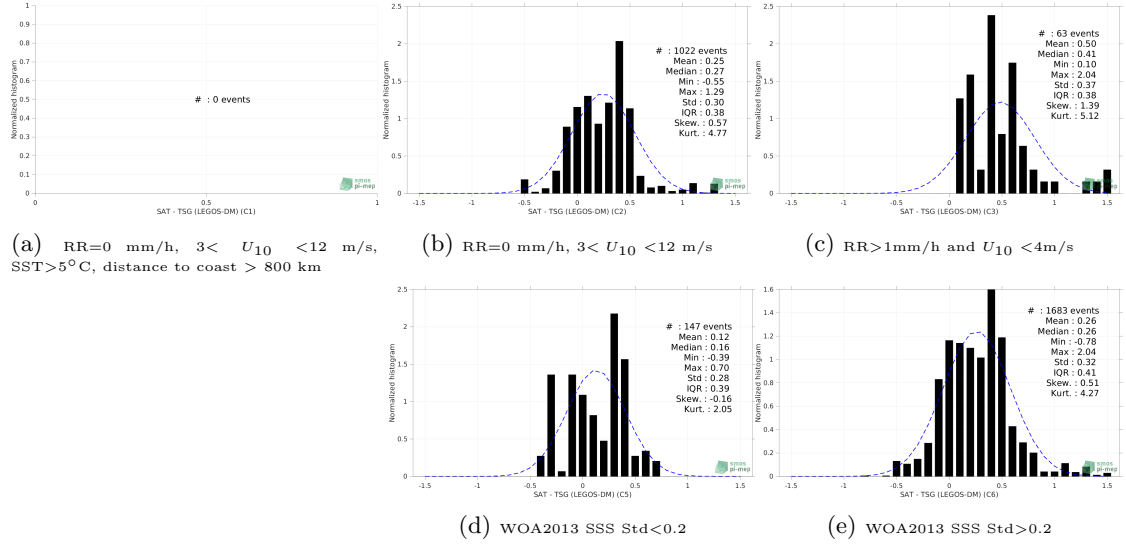 1
0.9
0.8
0.7
0.6
0.5
0.4
0.3
0.2
0.1
0
Normalized histogram
# : 0 events
smos
pi-mep
0 0.5 1
SAT - TSG (LEGOS-DM) (C1)
(a) RR=0 mm/h, 3< U10 <12 m/s,
SST>5°C, distance to coast > 800 km
2.5
2
1.5
1
0.5
0
Normalized histogram
# : 1022 events
Mean : 0.25
Median : 0.27
Min : -0.55
Max : 1.29
Std : 0.30
IQR : 0.38
Skew. : 0.57
Kurt. : 4.77
smos
pi-mep
-1.5 -1 -0.5 0 0.5 1 1.5
SAT - TSG (LEGOS-DM) (C2)
(b) RR=0 mm/h, 3< U10 <12 m/s
2.5
2
1.5
1
0.5
0
Normalized histogram
# : 63 events
Mean : 0.50
Median : 0.41
Min : 0.10
Max : 2.04
Std : 0.37
IQR : 0.38
Skew. : 1.39
Kurt. : 5.12
smos
pi-mep
-1.5 -1 -0.5 0 0.5 1 1.5
SAT - TSG (LEGOS-DM) (C3)
(c) RR>1mm/h and U10 <4m/s
2.5
2
1.5
1
0.5
0
Normalized histogram
# : 147 events
Mean : 0.12
Median : 0.16
Min : -0.39
Max : 0.70
Std : 0.28
IQR : 0.39
Skew. : -0.16
Kurt. : 2.05
smos
pi-mep
-1.5 -1 -0.5 0 0.5 1 1.5
SAT - TSG (LEGOS-DM) (C5)
(d) WOA2013 SSS Std<0.2
1.6
1.4
1.2
1
0.8
0.6
0.4
0.2
0
Normalized histogram
# : 1683 events
Mean : 0.26
Median : 0.26
Min : -0.78
Max : 2.04
Std : 0.32
IQR : 0.41
Skew. : 0.51
Kurt. : 4.27
smos
pi-mep
-1.5 -1 -0.5 0 0.5 1 1.5
SAT - TSG (LEGOS-DM) (C6)
(e) WOA2013 SSS Std>0.2